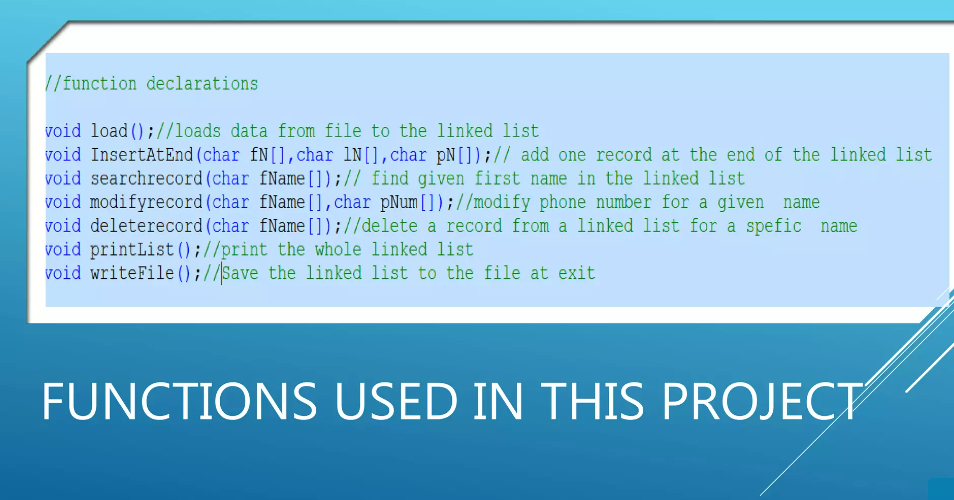 //function declarations
void load();//loads data from file to the linked list
void InsertAtEnd(char fN[],char lN[],char pN[]);// add one record at the end of the linked list
void searchrecord(char fName[]);// find given first name in the linked list
void modifyrecord(char fName[],char pNum[]);//modify phone number for a given  name
void deleterecord(char fName[]);//delete a record from a linked list for a spefic  name
void printList();//print the whole linked list
void writeFile();//Save the linked list to the file at exit
FUNCTIONS USED IN THIS PROJECT